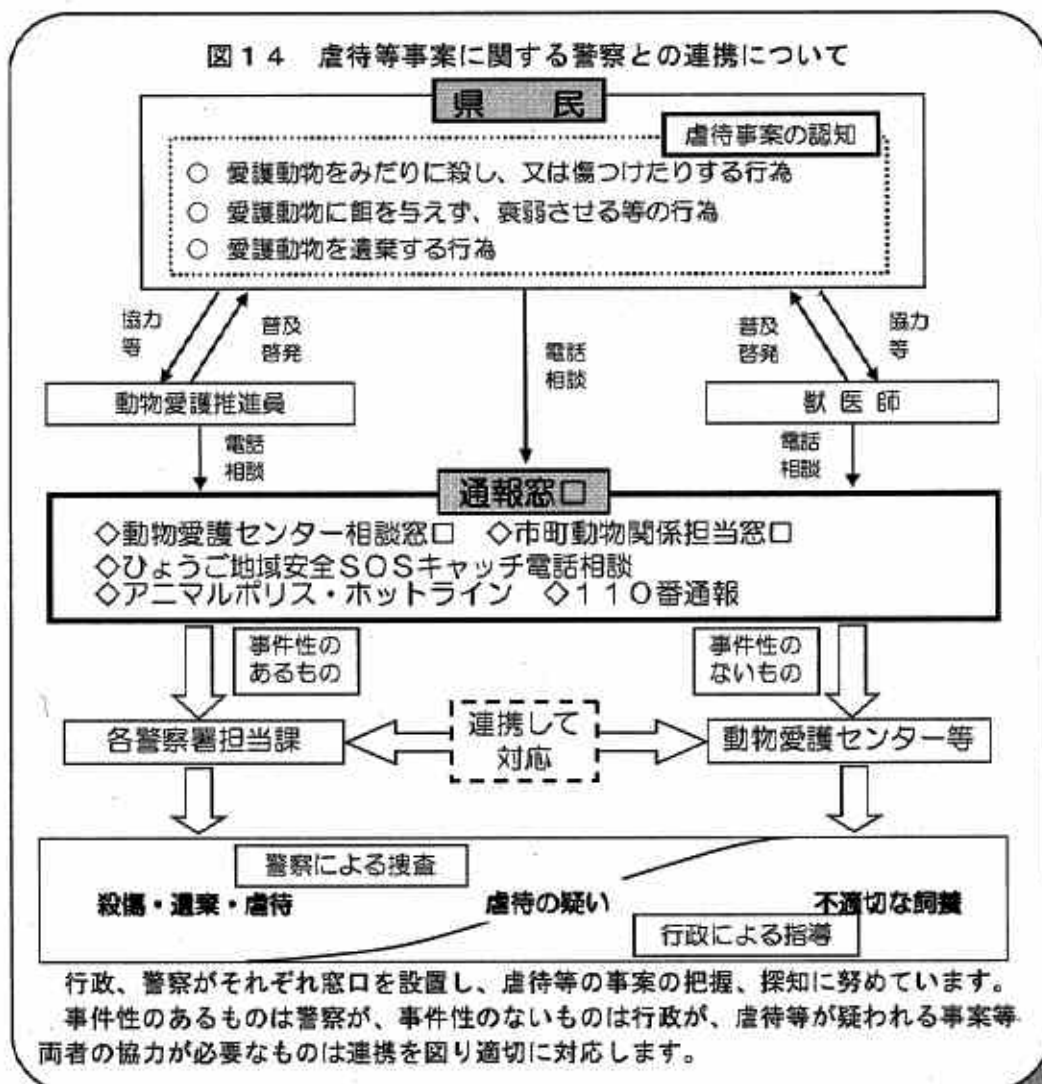 図14 虐待等事案に関する警察との連携について
県 民
虐待事案の認知
○ 愛護動物をみだりに殺し、又は傷つけたりする行為
○ 愛護動物に餌を与えず、衰弱させる等の行為
○ 愛護動物を遺棄する行為
協力
等
普及
啓発
電話
相談
普及
啓発
協力
等
動物愛護推進員
獣 医 師
電話
相談
電話
相談
通報窓口
◇動物愛護センター相談窓口 ◇市町動物関係担当窓口
◇ひょうご地域安全SOSキャッチ電話相談
◇アニマルポリス・ホットライン ◇110番通報
事件性の
あるもの
事件性の
ないもの
各警察署担当課
連携して
対応
動物愛護センター等
警察による捜査
殺傷・遺棄・虐待 虐待の疑い 不適切な飼養
行政による指導
行政、警察がそれぞれ窓口を設置し、虐待等の事案の把握、探知に努めています。
事件性のあるものは警察が、事件性のないものは行政が、虐待等が疑われる事案等
両者の協力が必要なものは連携を図り適切に対応します。